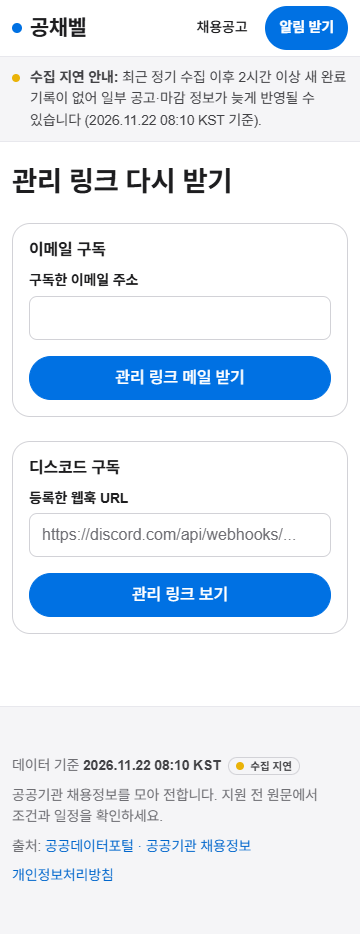 공채벨
채용공고
알림 받기
수집 지연 안내: 최근 정기 수집 이후 2시간 이상 새 완료
기록이 없어 일부 공고·마감 정보가 늦게 반영될 수
있습니다 (2026.11.22 08:10 KST 기준).
관리 링크 다시 받기
이메일 구독
구독한 이메일 주소
관리 링크 메일 받기
디스코드 구독
등록한 웹훅 URL
https://discord.com/api/webhooks/...
관리 링크 보기
데이터 기준 2026.11.22 08:10 KST 수집 지연
공공기관 채용정보를 모아 전합니다. 지원 전 원문에서
조건과 일정을 확인하세요.
출처: 공공데이터포털 · 공공기관 채용정보
개인정보처리방침